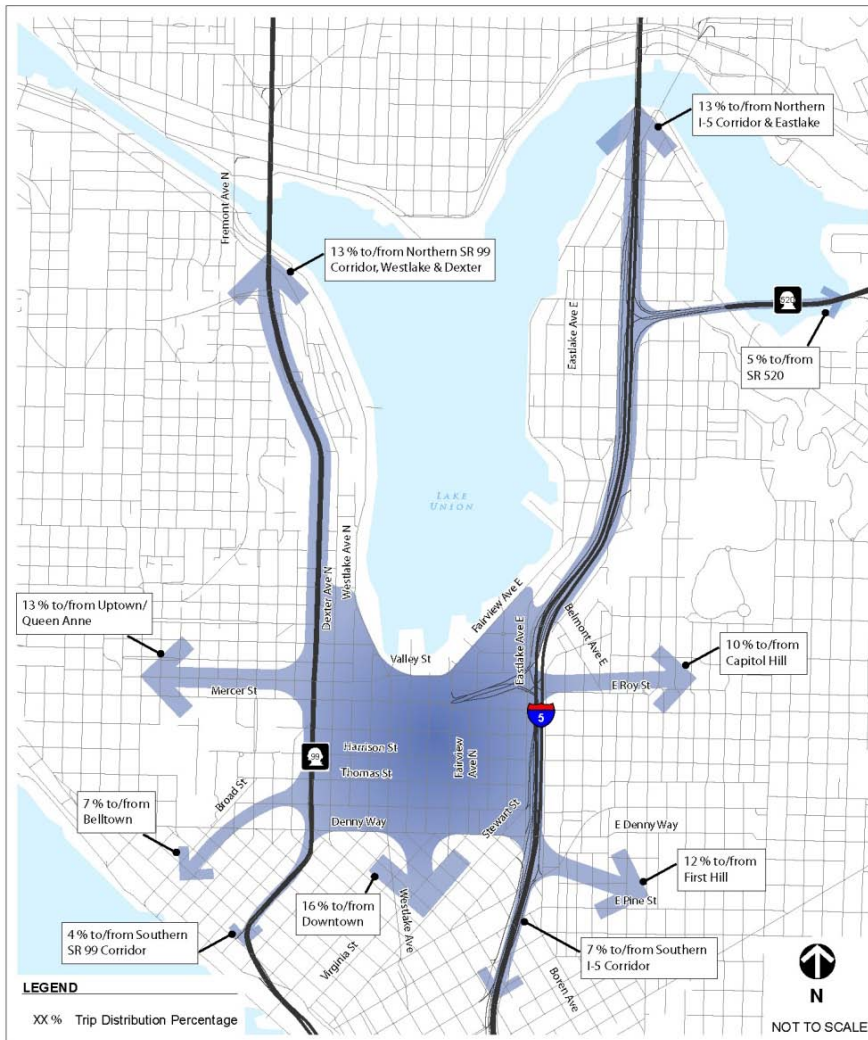 13 % to/from Northern
I-5 Corridor & Eastlake
Fremont Ave N
13 % to/from Northern SR 99
Corridor, Westlake & Dexter
Eastlake Ave E
520
5 % to/from
SR 520
LAKE
UNION
Westlake Ave N
Dexter Ave N
Fairview Ave E
Belmont Ave E
13 % to/from Uptown/
Queen Anne
Valley St
Eastlake Ave E
10 % to/from
Capitol Hill
Mercer St
E Roy St
5
99
Harrison St
Thomas St
Fairview
Ave N
Broad St
7 % to/from
Belltown
Denny Way
Stewart St
E Denny Way
12 % to/from
First Hill
16 % to/from
Downtown
Westlake Ave
E Pine St
4 % to/from Southern
SR 99 Corridor
Virginia St
7 % to/from Southern
I-5 Corridor
Boren Ave
LEGEND
XX % Trip Distribution Percentage
N
NOT TO SCALE